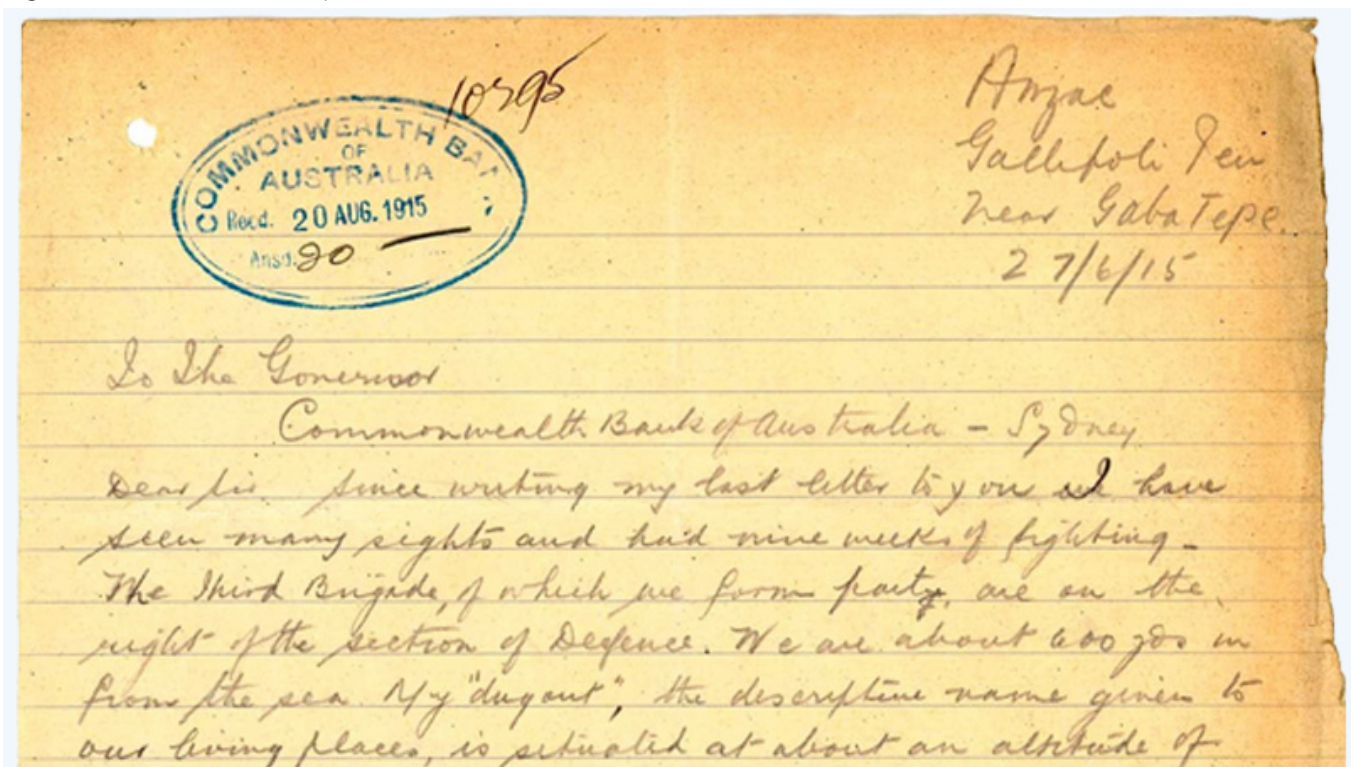 10395
COMMONWEALTH BANK
OF
AUSTRALIA
Recd. 20 AUG. 1915
Ansd. 20
Anzac
Gallipoli Pen
Near Gaba Tepe.
27/6/15
To The Governor
Commonwealth Bank of Australia - Sydney
Dear Sir Since writing my last letter to you I have
seen many sights and had nine weeks of fighting -
The Third Brigade, of which we form party, are on the
right of the section of Defence. We are about 600 yds in
from the sea. My "dugout", the descriptive name given to
our living places, is situated at about an altitude of